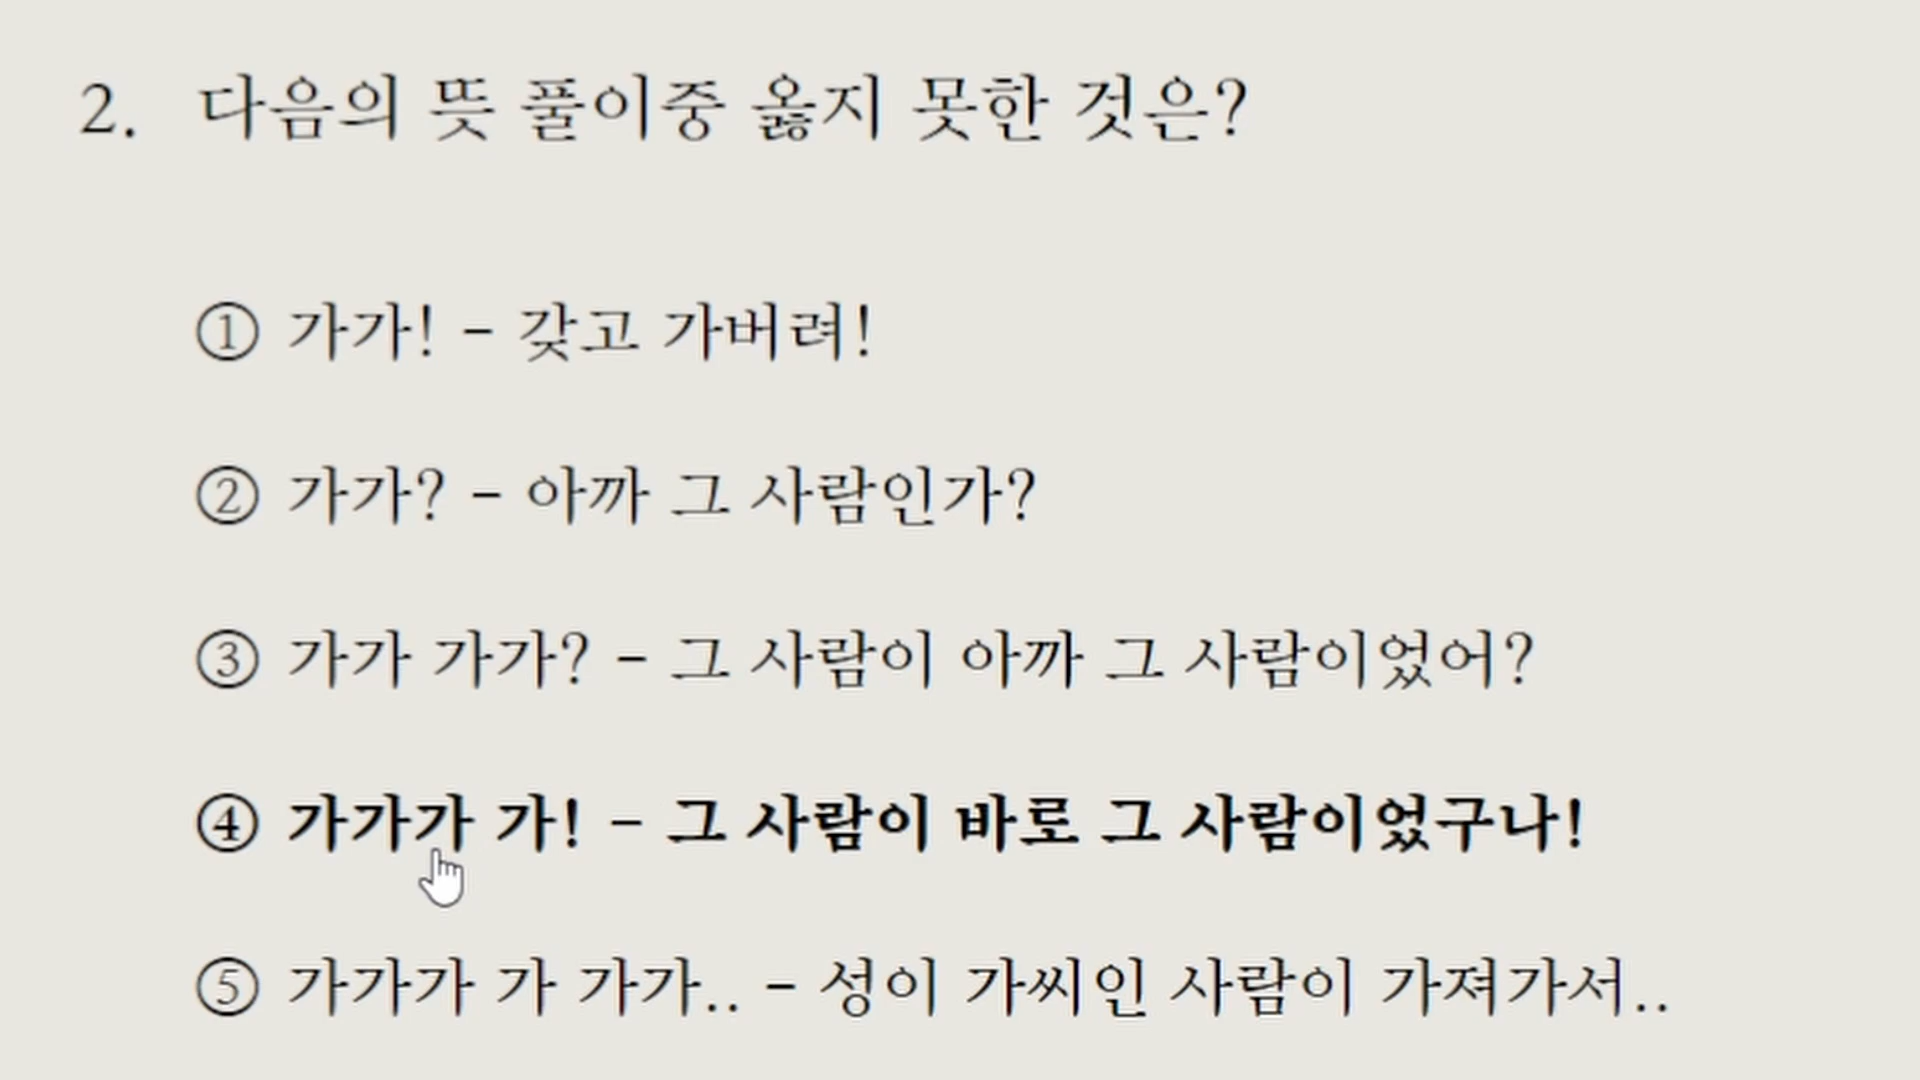 2. 다음의 뜻 풀이중 옳지 못한 것은?
① 가가! - 갖고 가버려!
② 가가? - 아까 그 사람인가?
③ 가가 가가? - 그 사람이 아까 그 사람이었어?
④ 가가가 가! - 그 사람이 바로 그 사람이었구나!
⑤ 가가가 가 가가.. - 성이 가씨인 사람이 가져가서..